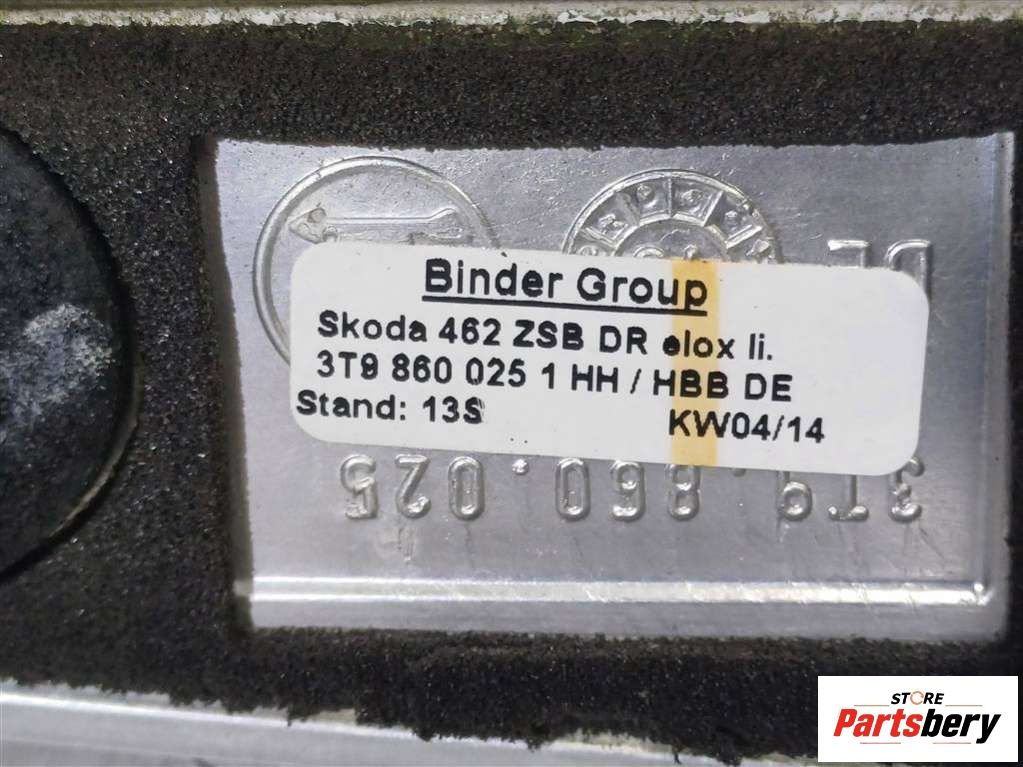 DE
Binder Group
Skoda 462 ZSB DR elox li.
3T9 860 025 1 HH / HBB DE
Stand: 13S KW04/14
3T9.860.025
STORE
Partsbery